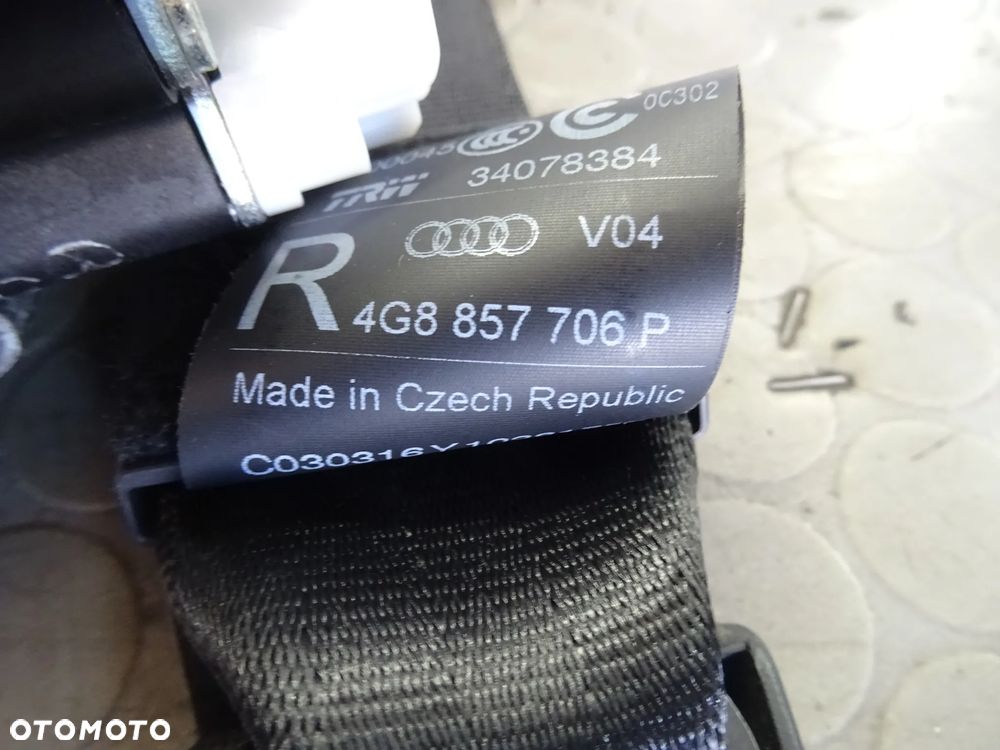 0C302
34078384
TRW
R V04
4G8 857 706 P
Made in Czech Republic
OTOMOTO